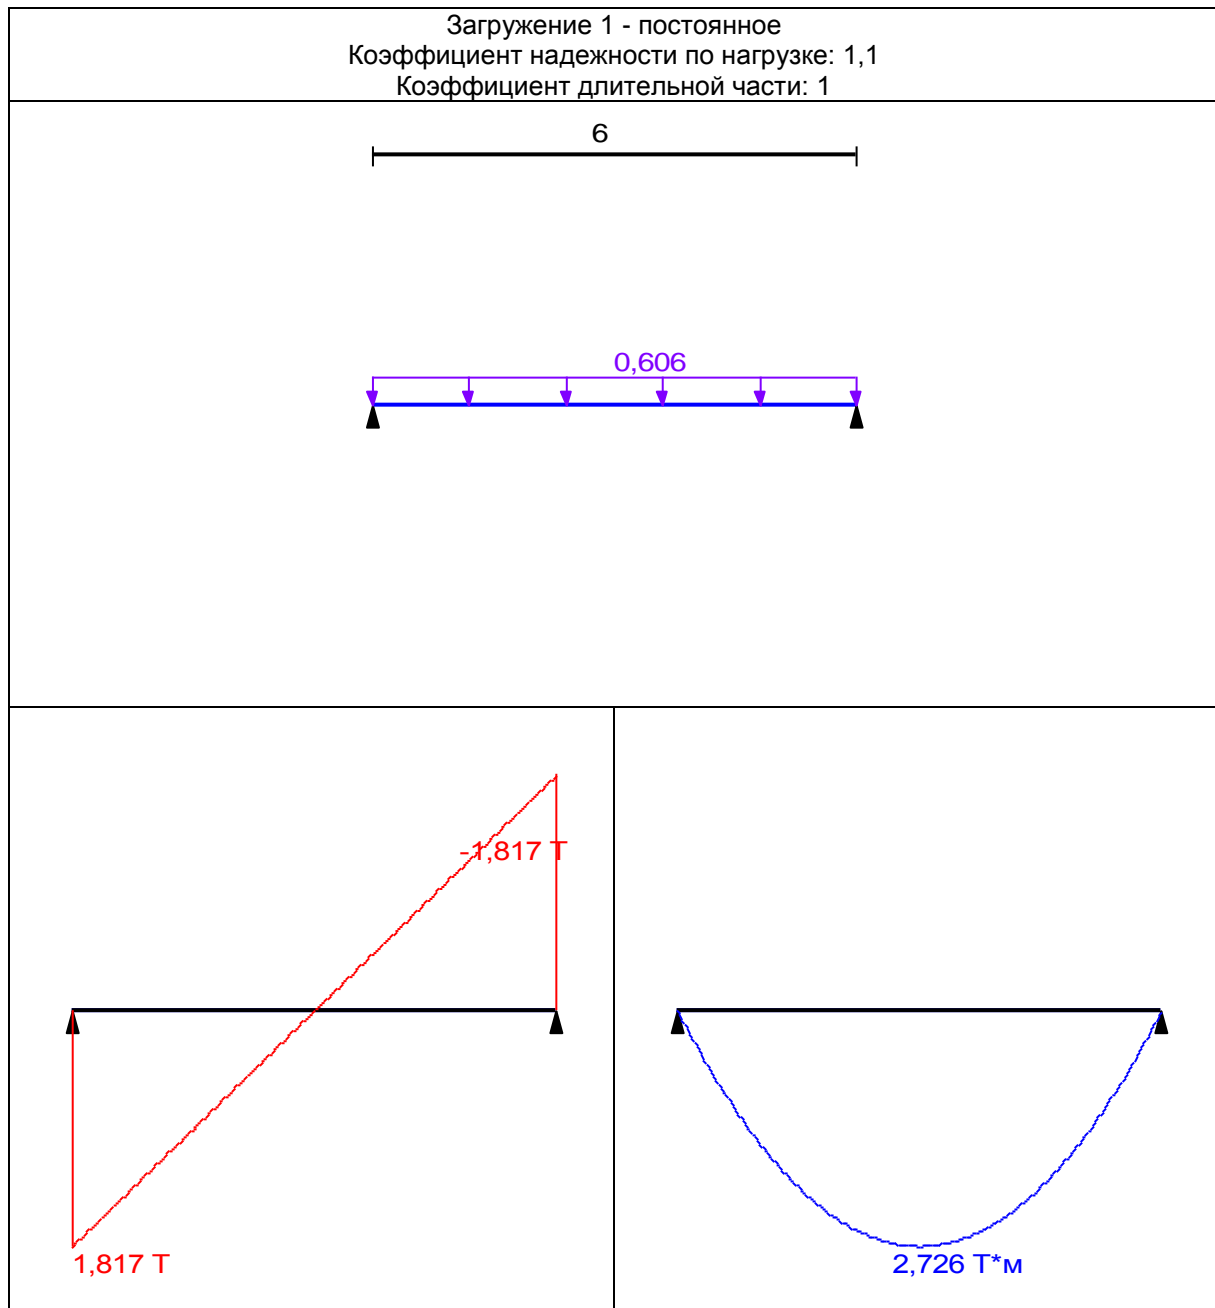 Загружение 1 - постоянное
Коэффициент надежности по нагрузке: 1,1
Коэффициент длительной части: 1
6
0,606
-1,817 Т
1,817 Т
2,726 Т*м